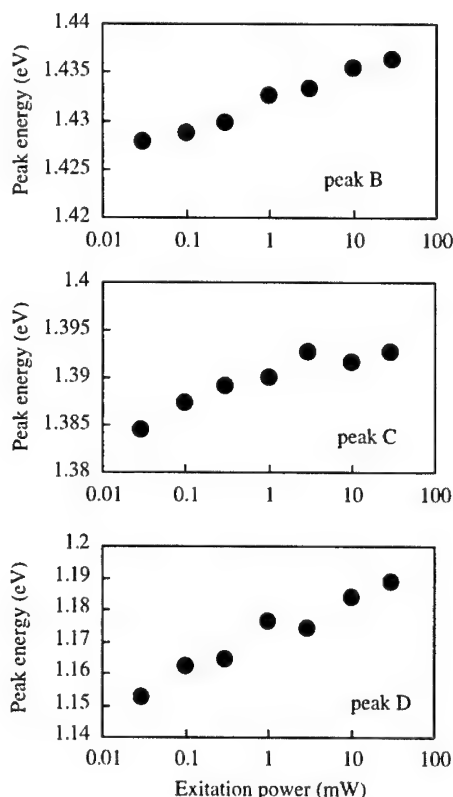 1.44
1.435
1.43
1.425
1.42
Peak energy (eV)
peak B
0.01 0.1 1 10 100
1.4
1.395
1.39
1.385
1.38
Peak energy (eV)
peak C
0.01 0.1 1 10 100
1.2
1.19
1.18
1.17
1.16
1.15
1.14
Peak energy (eV)
peak D
0.01 0.1 1 10 100
Exitation power (mW)